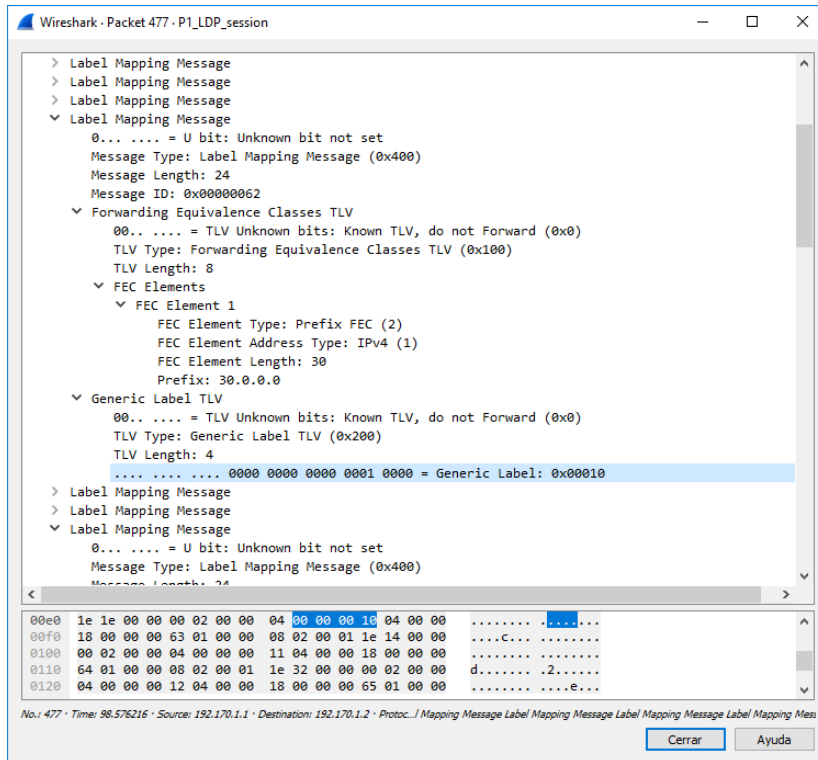 Wireshark · Packet 477 · P1_LDP_session
Label Mapping Message
Label Mapping Message
Label Mapping Message
Label Mapping Message
0... .... = U bit: Unknown bit not set
Message Type: Label Mapping Message (0x400)
Message Length: 24
Message ID: 0x00000062
Forwarding Equivalence Classes TLV
00.. .... = TLV Unknown bits: Known TLV, do not Forward (0x0)
TLV Type: Forwarding Equivalence Classes TLV (0x100)
TLV Length: 8
FEC Elements
FEC Element 1
FEC Element Type: Prefix FEC (2)
FEC Element Address Type: IPv4 (1)
FEC Element Length: 30
Prefix: 30.0.0.0
Generic Label TLV
00.. .... = TLV Unknown bits: Known TLV, do not Forward (0x0)
TLV Type: Generic Label TLV (0x200)
TLV Length: 4
.... .... .... 0000 0000 0000 0001 0000 = Generic Label: 0x00010
Label Mapping Message
Label Mapping Message
Label Mapping Message
0... .... = U bit: Unknown bit not set
Message Type: Label Mapping Message (0x400)
Message Length: 24
00e0 1e 1e 00 00 00 02 00 00 04 00 00 00 10 04 00 00 ........ ........
00f0 18 00 00 00 63 01 00 00 08 02 00 01 1e 14 00 00 ....c... ........
0100 00 02 00 00 04 00 00 00 11 04 00 00 18 00 00 00 ........ ........
0110 64 01 00 00 08 02 00 01 1e 32 00 00 00 02 00 00 d....... .2......
0120 04 00 00 00 12 04 00 00 18 00 00 00 65 01 00 00 ........ ....e...
No.: 477 · Time: 98.576216 · Source: 192.170.1.1 · Destination: 192.170.1.2 · Protoc...l Mapping Message Label Mapping Message Label Mapping Message Label Mapping Mess
Cerrar
Ayuda